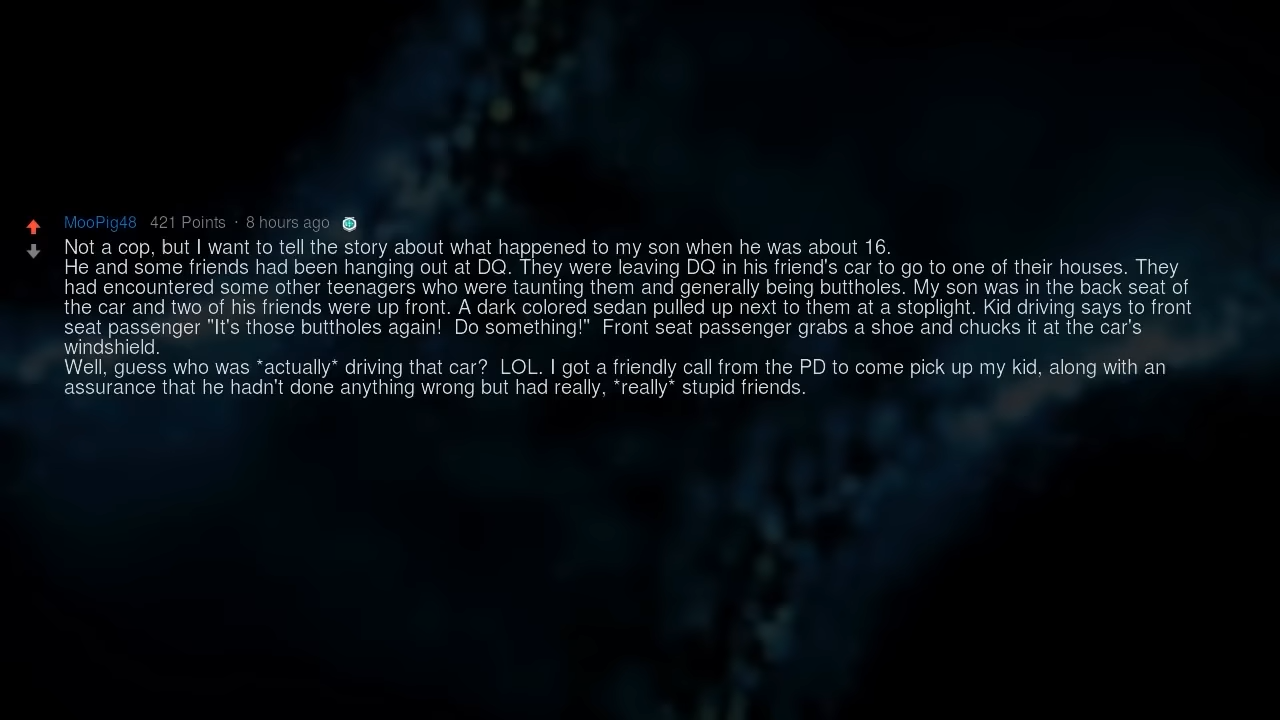 MooPig48 421 Points · 8 hours ago
Not a cop, but I want to tell the story about what happened to my son when he was about 16.
He and some friends had been hanging out at DQ. They were leaving DQ in his friend's car to go to one of their houses. They
had encountered some other teenagers who were taunting them and generally being buttholes. My son was in the back seat of
the car and two of his friends were up front. A dark colored sedan pulled up next to them at a stoplight. Kid driving says to front
seat passenger "It's those buttholes again!  Do something!"  Front seat passenger grabs a shoe and chucks it at the car's
windshield.
Well, guess who was *actually* driving that car?  LOL. I got a friendly call from the PD to come pick up my kid, along with an
assurance that he hadn't done anything wrong but had really, *really* stupid friends.